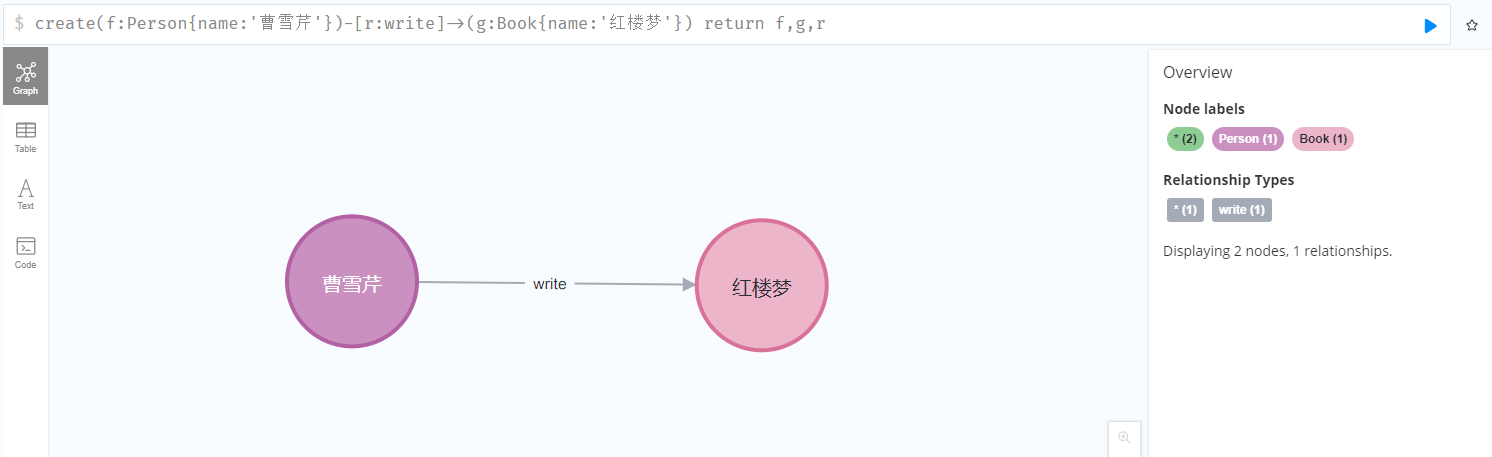 $ create(f:Person{name:'曹雪芹'})-[r:write]->(g:Book{name:'红楼梦'}) return f,g,r
Graph
Table
Text
Code
曹雪芹
write
红楼梦
Overview
Node labels
* (2) Person (1) Book (1)
Relationship Types
* (1) write (1)
Displaying 2 nodes, 1 relationships.